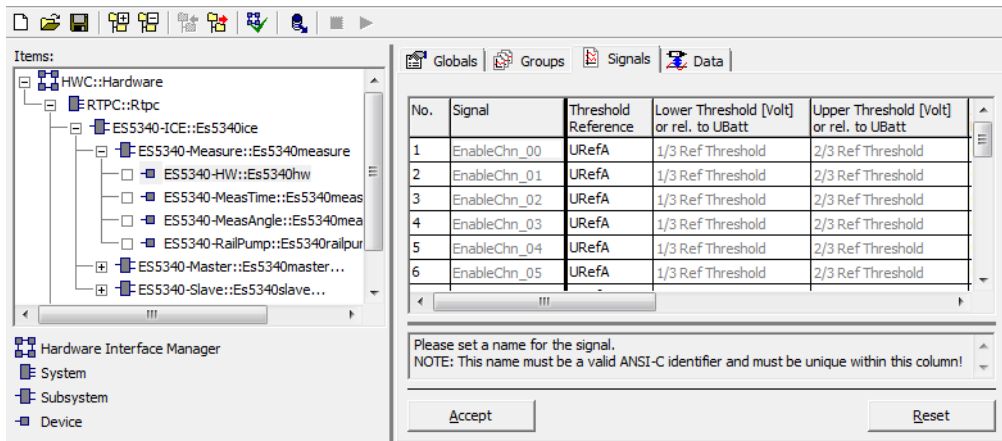 Items:
HWC::Hardware
RTPC::Rtpc
ES5340-ICE::Es5340ice
ES5340-Measure::Es5340measure
ES5340-HW::Es5340hw
ES5340-MeasTime::Es5340meas
ES5340-MeasAngle::Es5340mea
ES5340-RailPump::Es5340railpur
ES5340-Master::Es5340master...
ES5340-Slave::Es5340slave...
Hardware Interface Manager
System
Subsystem
Device
Globals Groups Signals Data
No. Signal Threshold Lower Threshold [Volt] Upper Threshold [Volt]
Reference or rel. to UBatt or rel. to UBatt
1 EnableChn_00 URefA 1/3 Ref Threshold 2/3 Ref Threshold
2 EnableChn_01 URefA 1/3 Ref Threshold 2/3 Ref Threshold
3 EnableChn_02 URefA 1/3 Ref Threshold 2/3 Ref Threshold
4 EnableChn_03 URefA 1/3 Ref Threshold 2/3 Ref Threshold
5 EnableChn_04 URefA 1/3 Ref Threshold 2/3 Ref Threshold
6 EnableChn_05 URefA 1/3 Ref Threshold 2/3 Ref Threshold
Please set a name for the signal.
NOTE: This name must be a valid ANSI-C identifier and must be unique within this column!
Accept Reset